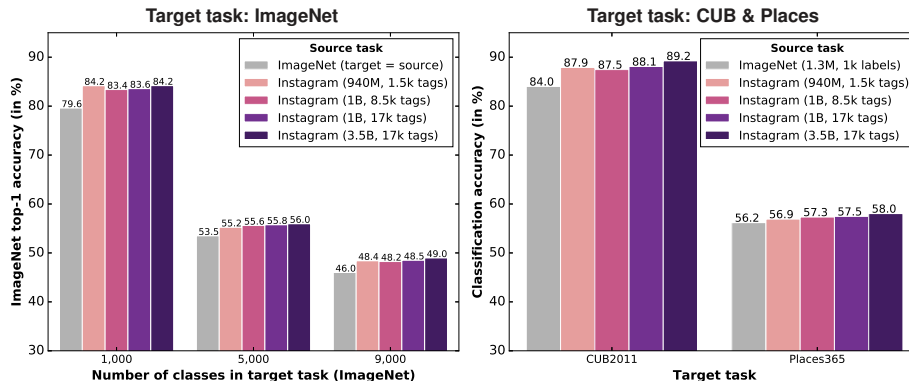 Target task: ImageNet
90
80
70
60
50
40
30
ImageNet top-1 accuracy (in %)
Source task
ImageNet (target = source)
Instagram (940M, 1.5k tags)
Instagram (1B, 8.5k tags)
Instagram (1B, 17k tags)
Instagram (3.5B, 17k tags)
79.6 84.2 83.4 83.6 84.2
53.5 55.2 55.6 55.8 56.0
46.0 48.4 48.2 48.5 49.0
1,000 5,000 9,000
Number of classes in target task (ImageNet)
Target task: CUB & Places
90
80
70
60
50
40
30
Classification accuracy (in %)
Source task
ImageNet (1.3M, 1k labels)
Instagram (940M, 1.5k tags)
Instagram (1B, 8.5k tags)
Instagram (1B, 17k tags)
Instagram (3.5B, 17k tags)
84.0 87.9 87.5 88.1 89.2
56.2 56.9 57.3 57.5 58.0
CUB2011 Places365
Target task